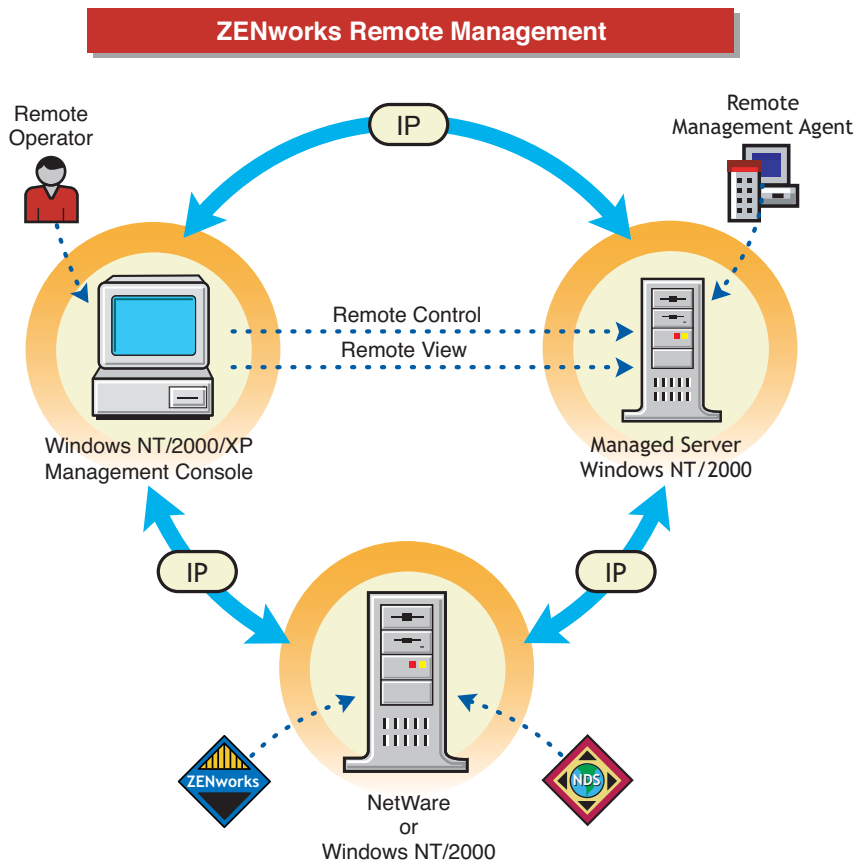 ZENworks Remote Management
IP
Remote
Operator
Remote
Management Agent
Remote Control
Remote View
Windows NT/2000/XP
Management Console
Managed Server
Windows NT/2000
IP
IP
ZENworks
NDS
NetWare
or
Windows NT/2000